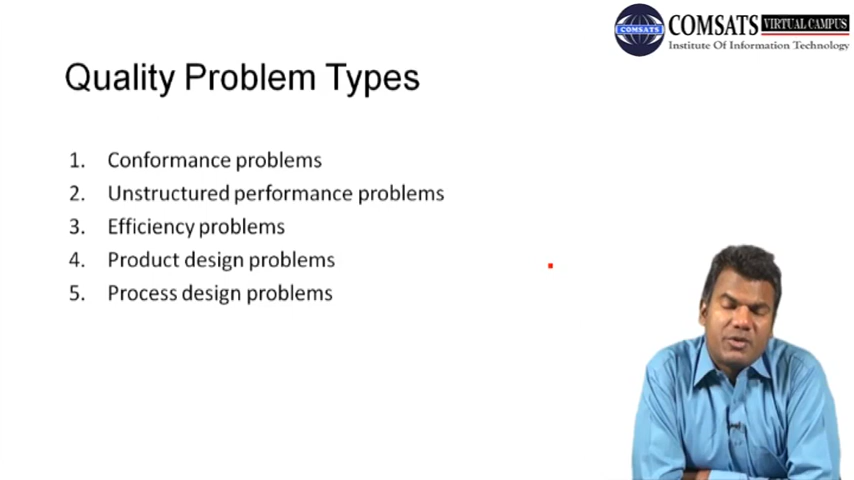 COMSATS VIRTUAL CAMPUS
COMSATS
Institute Of Information Technology
Quality Problem Types
1. Conformance problems
2. Unstructured performance problems
3. Efficiency problems
4. Product design problems
5. Process design problems